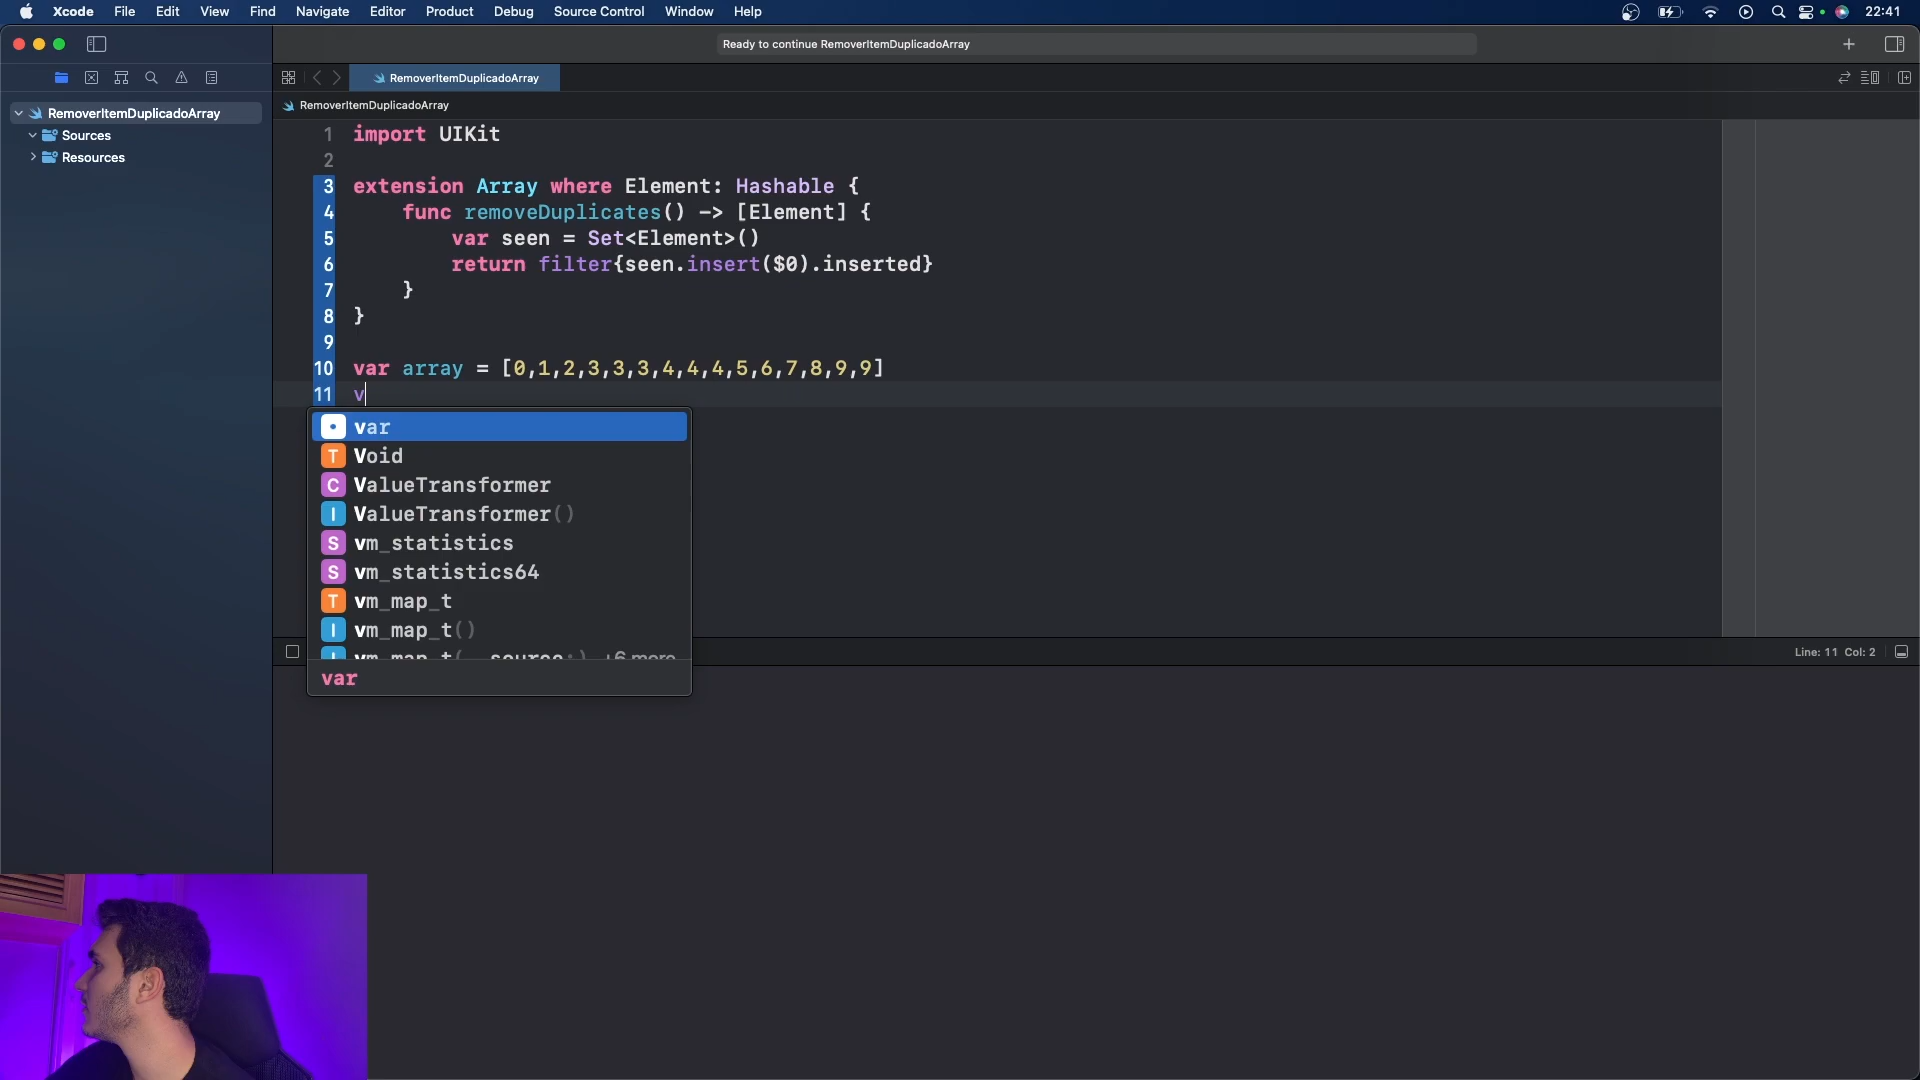 Xcode File Edit View Find Navigate Editor Product Debug Source Control Window Help 22:41
Ready to continue RemoverItemDuplicadoArray
RemoverItemDuplicadoArray
RemoverItemDuplicadoArray
Sources
Resources
RemoverItemDuplicadoArray
1 import UIKit
2
3 extension Array where Element: Hashable {
4 func removeDuplicates() -> [Element] {
5 var seen = Set<Element>()
6 return filter{seen.insert($0).inserted}
7 }
8 }
9
10 var array = [0,1,2,3,3,3,4,4,4,5,6,7,8,9,9]
11 v
var
T Void
C ValueTransformer
I ValueTransformer()
S vm_statistics
S vm_statistics64
T vm_map_t
I vm_map_t()
I vm_map_t(_ source:) +6 more
var
Line: 11 Col: 2